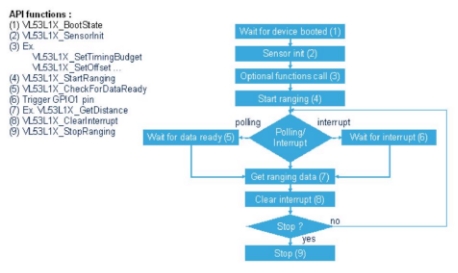 API functions :
(1) VL53L1X_BootState
(2) VL53L1X_SensorInit
(3) Ex.
VL53L1X_SetTimingBudget
VL53L1X_SetOffset ...
(4) VL53L1X_StartRanging
(5) VL53L1X_CheckForDataReady
(6) Trigger GPIO1 pin
(7) Ex. VL53L1X_GetDistance
(8) VL53L1X_ClearInterrupt
(9) VL53L1X_StopRanging
Wait for device booted (1)
Sensor init (2)
Optional functions call (3)
Start ranging (4)
polling
interrupt
Wait for data ready (5)
Polling/
Interrupt
Wait for interrupt (6)
Get ranging data (7)
Clear interrupt (8)
Stop ?
no
yes
Stop (9)